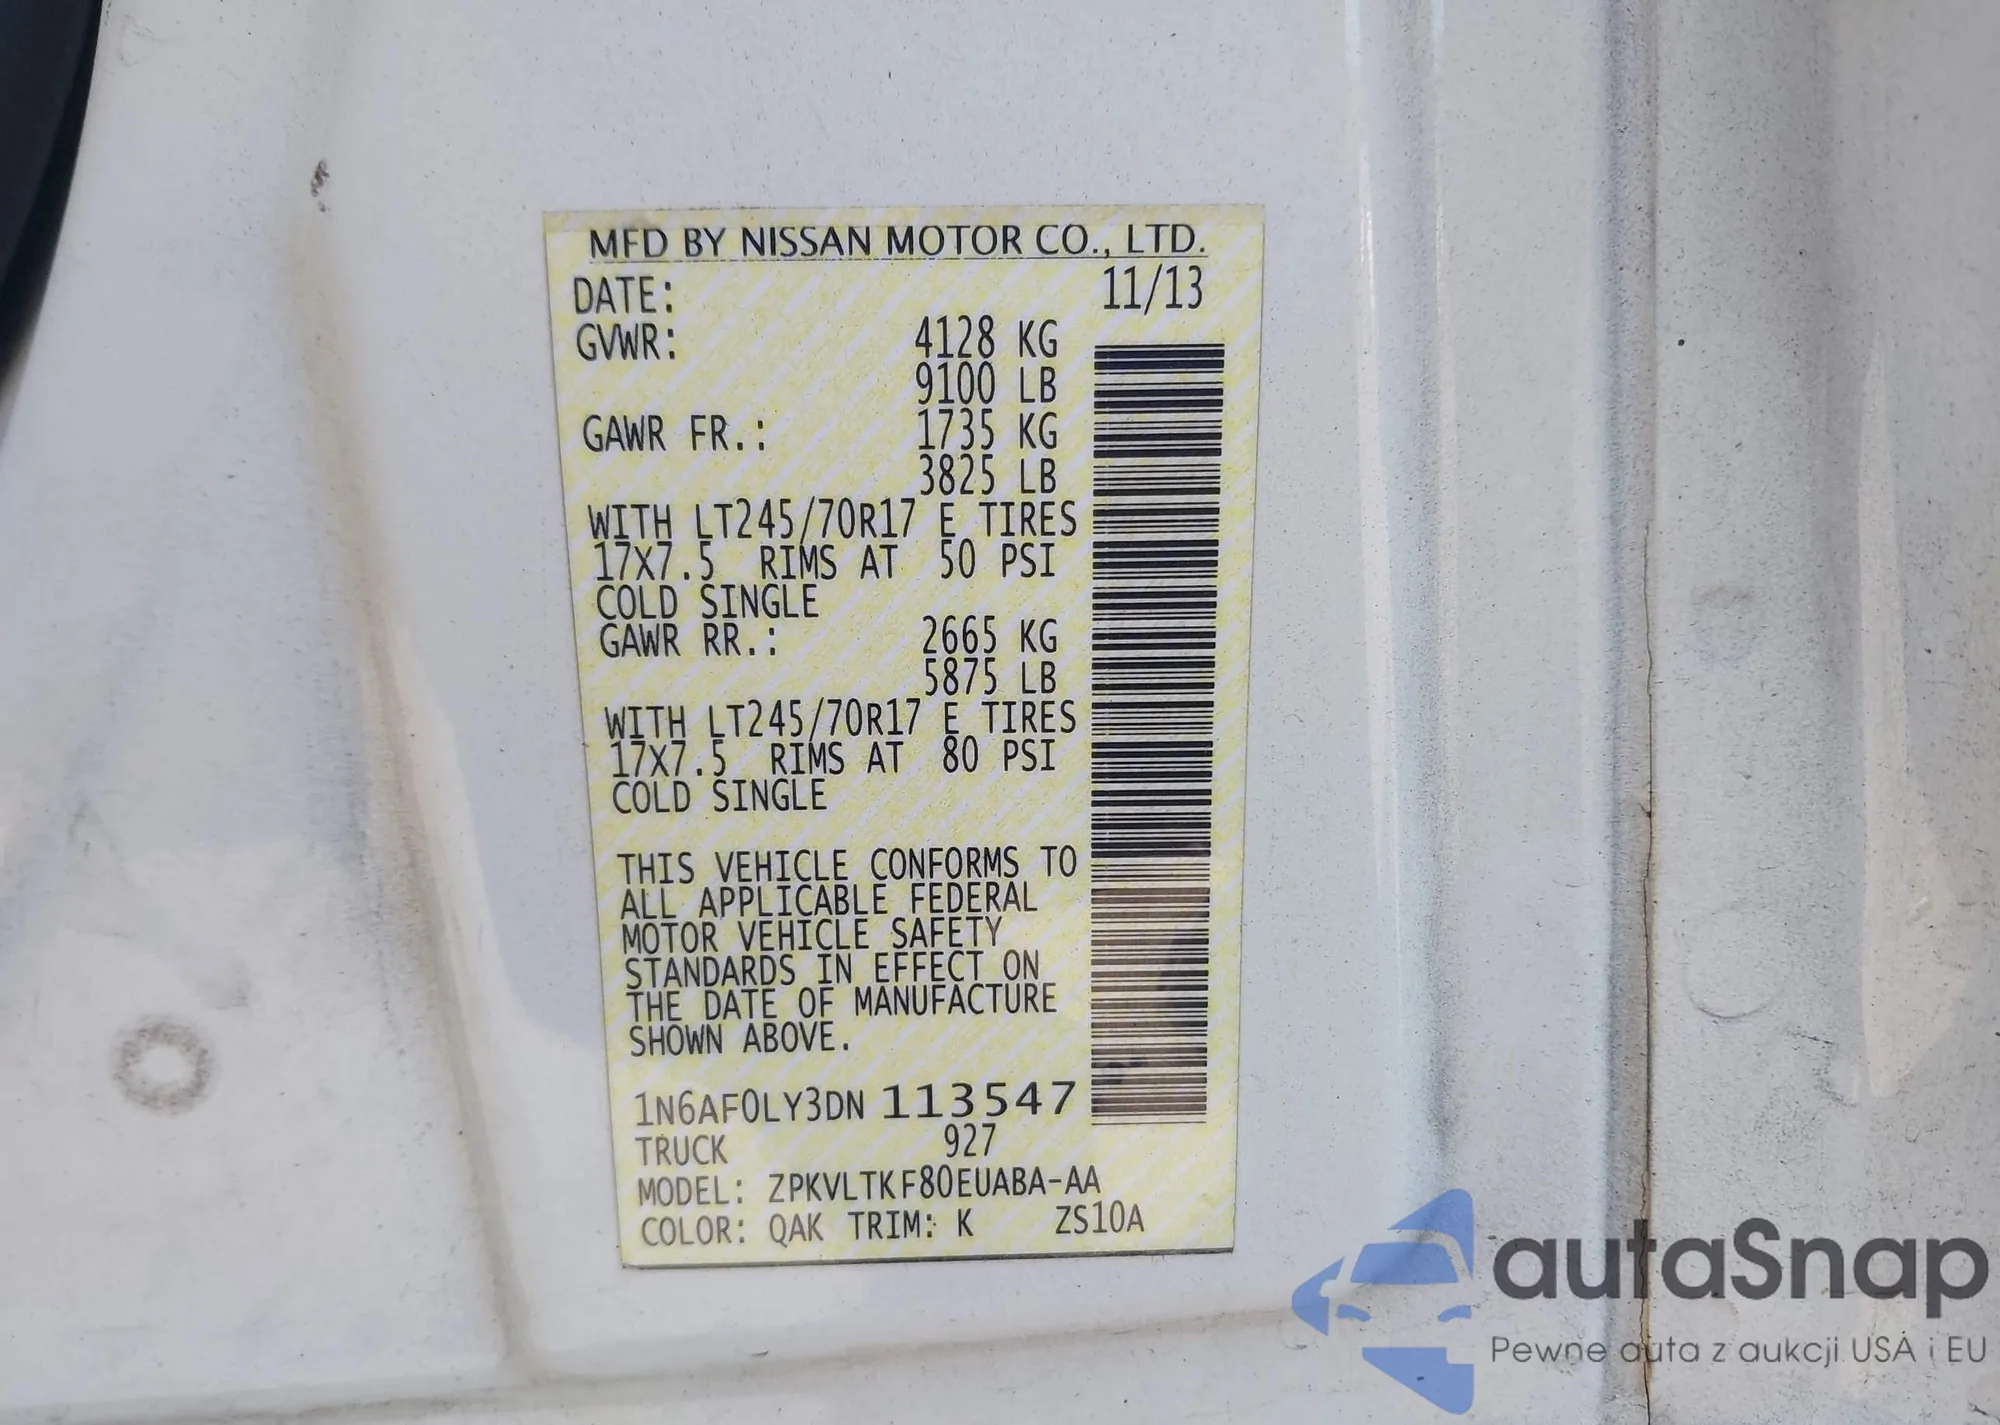 MFD BY NISSAN MOTOR CO., LTD.
DATE: 11/13
GVWR: 4128 KG
9100 LB
GAWR FR.: 1735 KG
3825 LB
WITH LT245/70R17 E TIRES
17X7.5 RIMS AT 50 PSI
COLD SINGLE
GAWR RR.: 2665 KG
5875 LB
WITH LT245/70R17 E TIRES
17X7.5 RIMS AT 80 PSI
COLD SINGLE
THIS VEHICLE CONFORMS TO
ALL APPLICABLE FEDERAL
MOTOR VEHICLE SAFETY
STANDARDS IN EFFECT ON
THE DATE OF MANUFACTURE
SHOWN ABOVE.
1N6AF0LY3DN113547
TRUCK 927
MODEL: ZPKVLTKF80EUABA-AA
COLOR: QAK TRIM: K ZS10A
autaSnap
Pewne auta z aukcji USA i EU